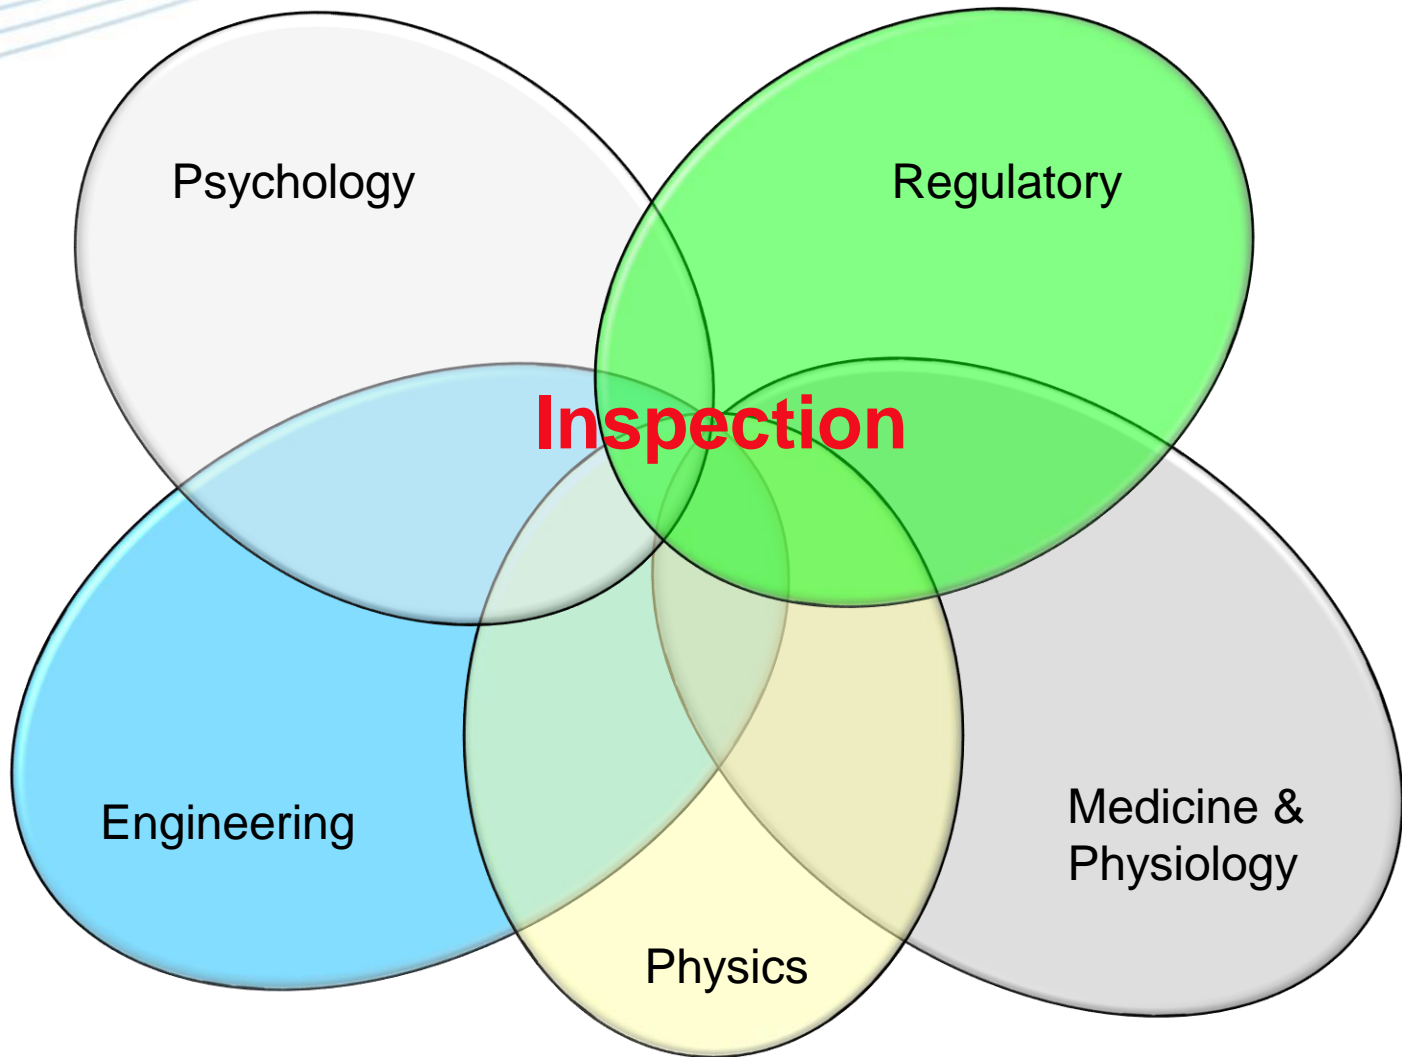 Psychology
Regulatory
Inspection
Engineering
Medicine &
Physiology
Physics